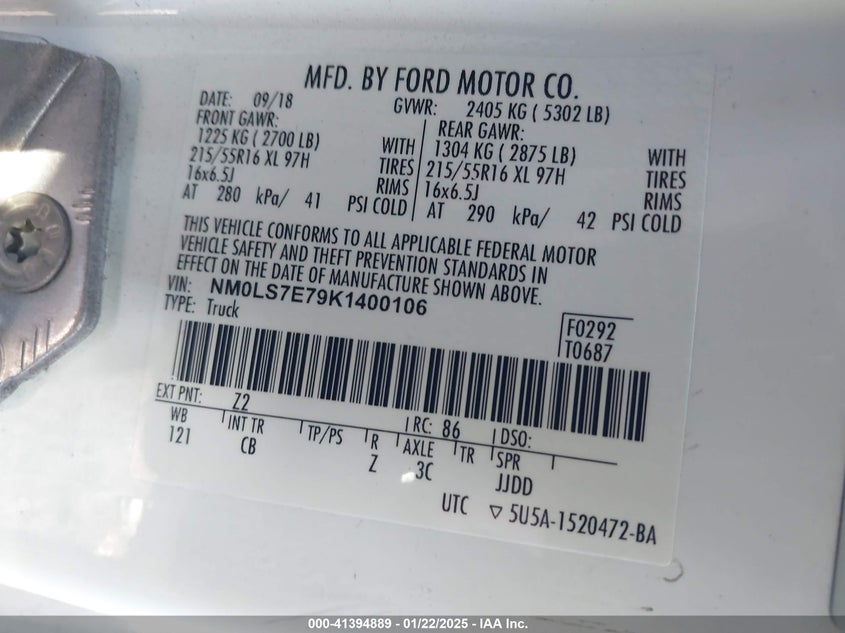 MFD. BY FORD MOTOR CO.
DATE: 09/18 GVWR: 2405 KG ( 5302 LB)
FRONT GAWR: REAR GAWR:
1225 KG ( 2700 LB) WITH 1304 KG ( 2875 LB) WITH
215/55R16 XL 97H TIRES 215/55R16 XL 97H TIRES
16x6.5J RIMS 16x6.5J RIMS
AT 280 kPa/ 41 PSI COLD AT 290 kPa/ 42 PSI COLD
THIS VEHICLE CONFORMS TO ALL APPLICABLE FEDERAL MOTOR
VEHICLE SAFETY AND THEFT PREVENTION STANDARDS IN
EFFECT ON THE DATE OF MANUFACTURE SHOWN ABOVE.
VIN: NM0LS7E79K1400106
TYPE: Truck
F0292
T0687
EXT PNT: Z2 RC: 86 DSO:
WB INT TR TP/PS R AXLE TR SPR
121 CB Z 3C JJDD
UTC ▽ 5U5A-1520472-BA
000-41394889 - 01/22/2025 - IAA Inc.